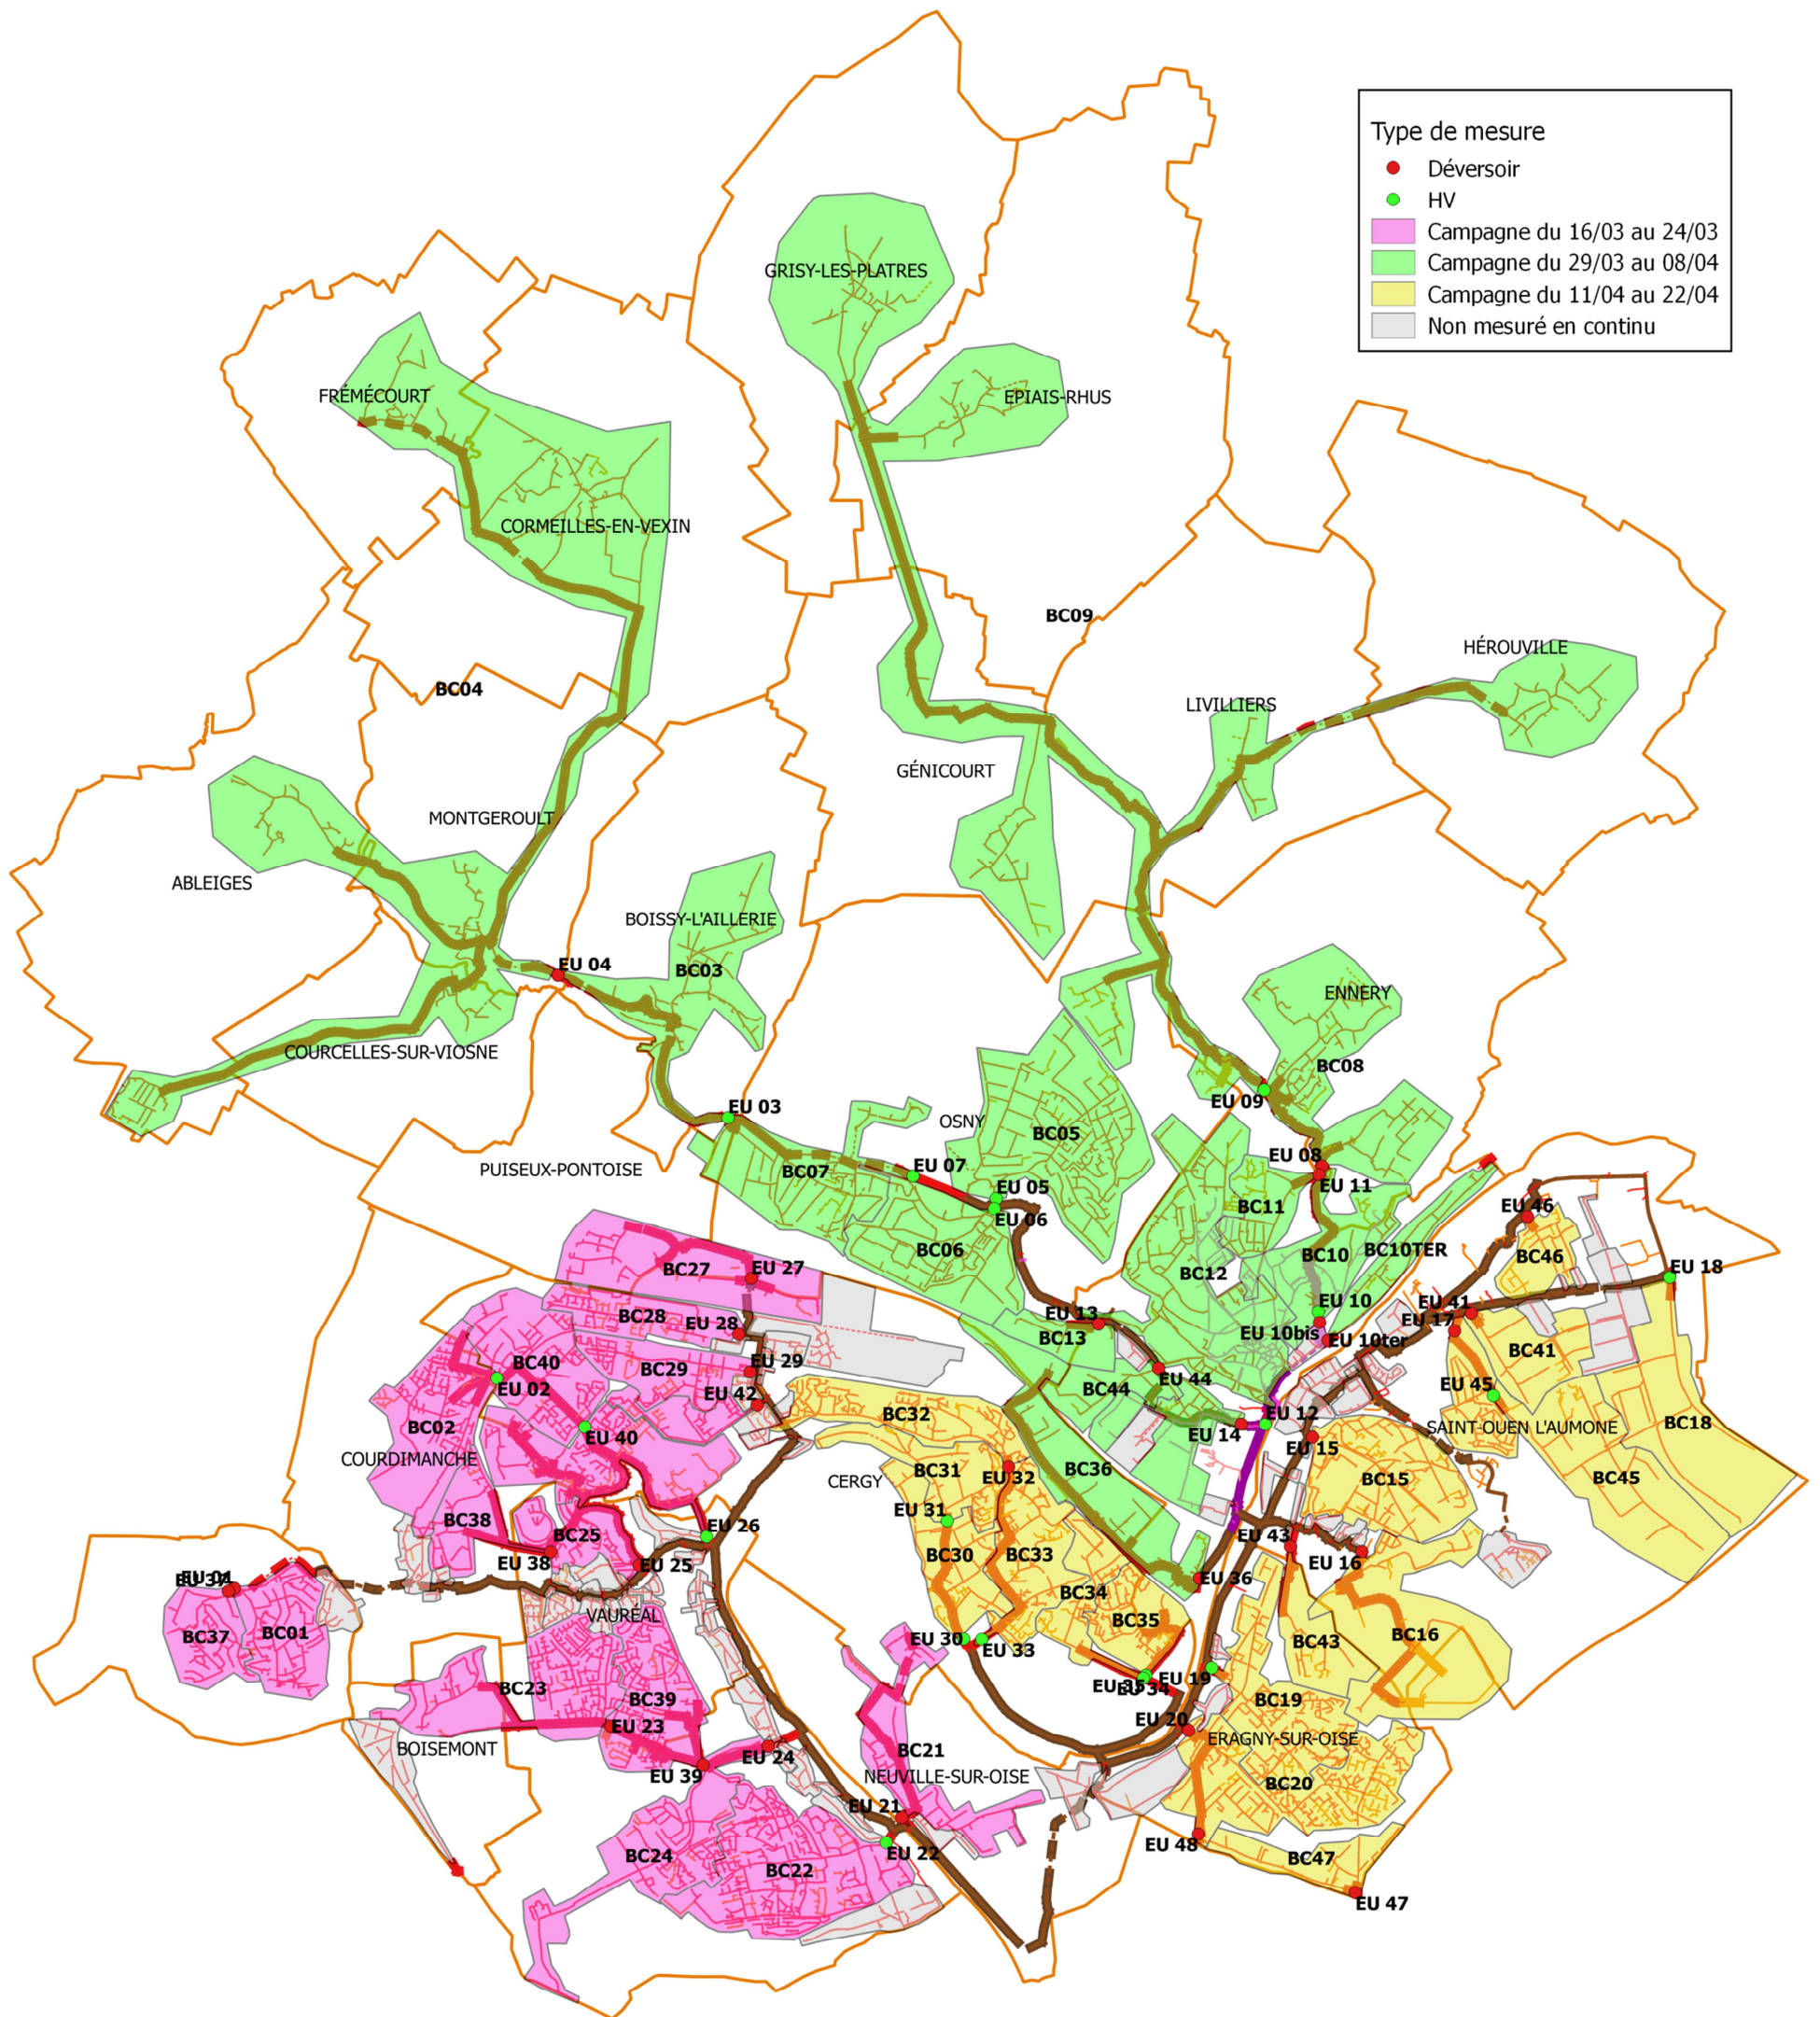 Type de mesure
Déversoir
HV
Campagne du 16/03 au 24/03
Campagne du 29/03 au 08/04
Campagne du 11/04 au 22/04
Non mesuré en continu
GRISY-LES-PLATRES
FRÉMÉCOURT
EPIAIS-RHUS
CORMEILLES-EN-VEXIN
BC09
HÉROUVILLE
BC04
LIVILLIERS
GÉNICOURT
MONTGEROULT
ABLEIGES
BOISSY-L'AILLERIE
EU 04
BC03
ENNERY
COURCELLES-SUR-VIOSNE
BC08
EU 09
EU 03
OSNY
BC05
EU 08
PUISEUX-PONTOISE
BC07
EU 07
EU 05
EU 11
EU 06
BC11
EU 46
BC06
BC10
BC10TER
BC46
BC27
EU 27
BC12
EU 18
EU 10
EU 41
EU 13
BC28
EU 28
EU 17
EU 10bis
EU 10ter
BC13
BC41
BC40
BC29
EU 29
EU 44
EU 02
EU 42
BC44
EU 45
BC32
EU 12
BC02
SAINT-OUEN L'AUMONE
BC18
EU 40
EU 14
EU 15
COURDIMANCHE
BC36
BC31
EU 32
CERGY
BC15
BC45
EU 31
BC38
EU 26
BC25
EU 43
BC30
BC33
EU 38
EU 25
EU 16
EU 36
EU 37
BC34
VAURÉAL
BC35
BC37
BC01
EU 30
EU 33
BC43
BC16
EU 19
EU 35
EU 34
BC23
BC39
BC19
EU 23
EU 20
BOISEMONT
EU 24
BC21
ERAGNY-SUR-OISE
EU 39
NEUVILLE-SUR-OISE
BC20
EU 21
EU 48
EU 22
BC24
BC22
BC47
EU 47